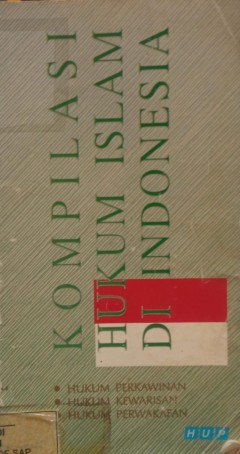 KOMPILASI
HUKUM ISLAM
DI INDONESIA
• HUKUM PERKAWINAN
• HUKUM KEWARISAN
HUKUM PERWAKAFAN
HUP